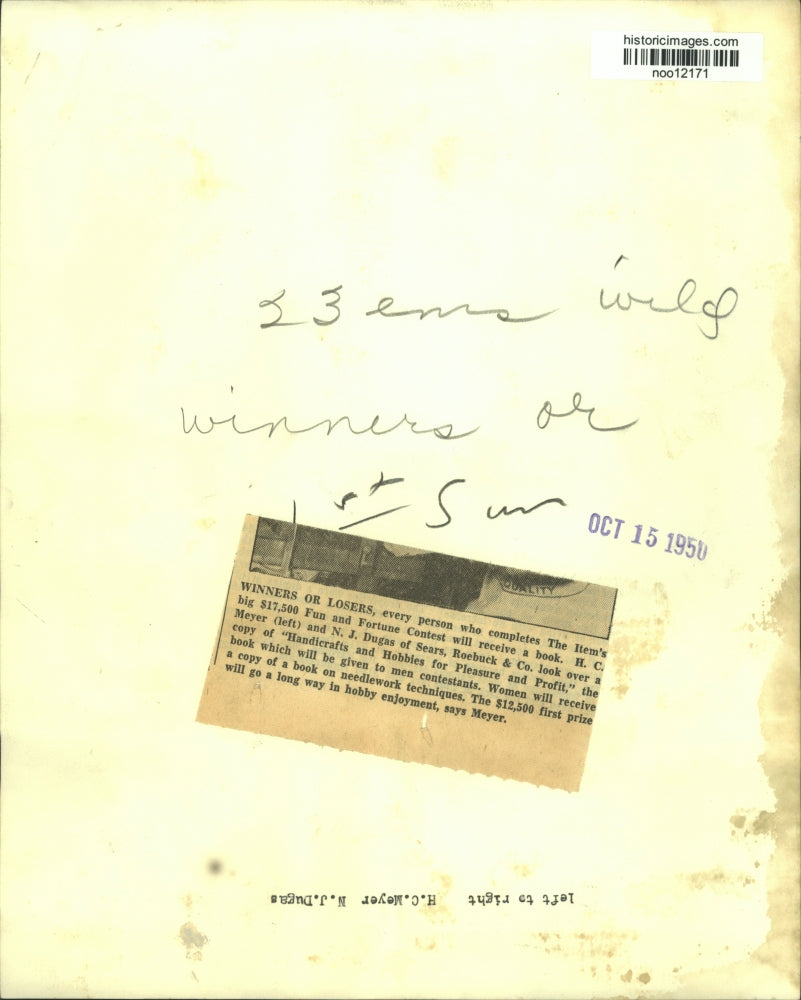 historicimages.com
noo12171
33 ems wild
winners or
1st Sun
OCT 15 1950
QUALITY
WINNERS OR LOSERS, every person who completes The Item's
big $17,500 Fun and Fortune Contest will receive a book. H. C.
Meyer (left) and N. J. Dugas of Sears, Roebuck & Co. look over a
copy of "Handicrafts and Hobbies for Pleasure and Profit," the
book which will be given to men contestants. Women will receive
a copy of a book on needlework techniques. The $12,500 first prize
will go a long way in hobby enjoyment, says Meyer.
left to right H.C.Meyer N.J.Dugas